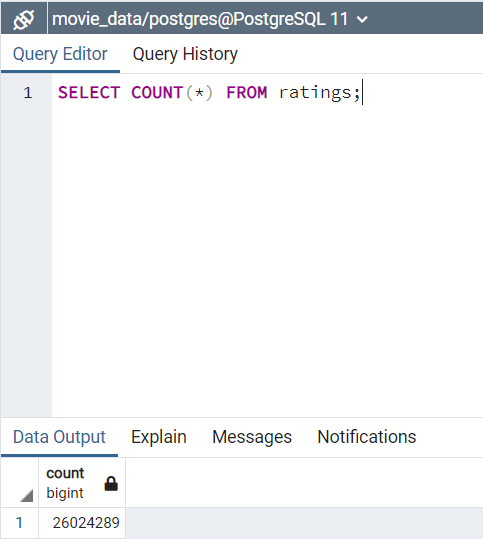 movie_data/postgres@PostgreSQL 11
Query Editor Query History
1 SELECT COUNT(*) FROM ratings;
Data Output Explain Messages Notifications
count
bigint
1 26024289